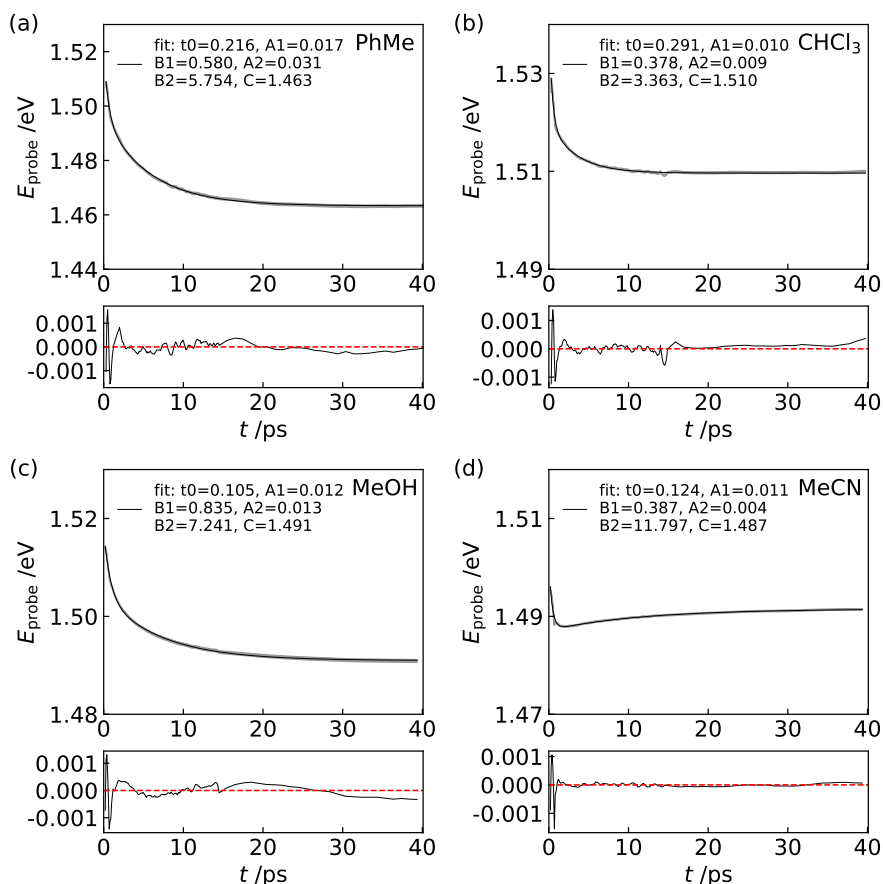 (a)
fit: t0=0.216, A1=0.017
B1=0.580, A2=0.031
B2=5.754, C=1.463
PhMe
E_probe /eV
1.52
1.50
1.48
1.46
1.44
0 10 20 30 40
0.001
0.000
-0.001
0 10 20 30 40
t /ps
(b)
fit: t0=0.291, A1=0.010
B1=0.378, A2=0.009
B2=3.363, C=1.510
CHCl₃
E_probe /eV
1.53
1.51
1.49
0 10 20 30 40
0.001
0.000
-0.001
0 10 20 30 40
t /ps
(c)
fit: t0=0.105, A1=0.012
B1=0.835, A2=0.013
B2=7.241, C=1.491
MeOH
E_probe /eV
1.52
1.50
1.48
0 10 20 30 40
0.001
0.000
-0.001
0 10 20 30 40
t /ps
(d)
fit: t0=0.124, A1=0.011
B1=0.387, A2=0.004
B2=11.797, C=1.487
MeCN
E_probe /eV
1.51
1.49
1.47
0 10 20 30 40
0.001
0.000
-0.001
0 10 20 30 40
t /ps